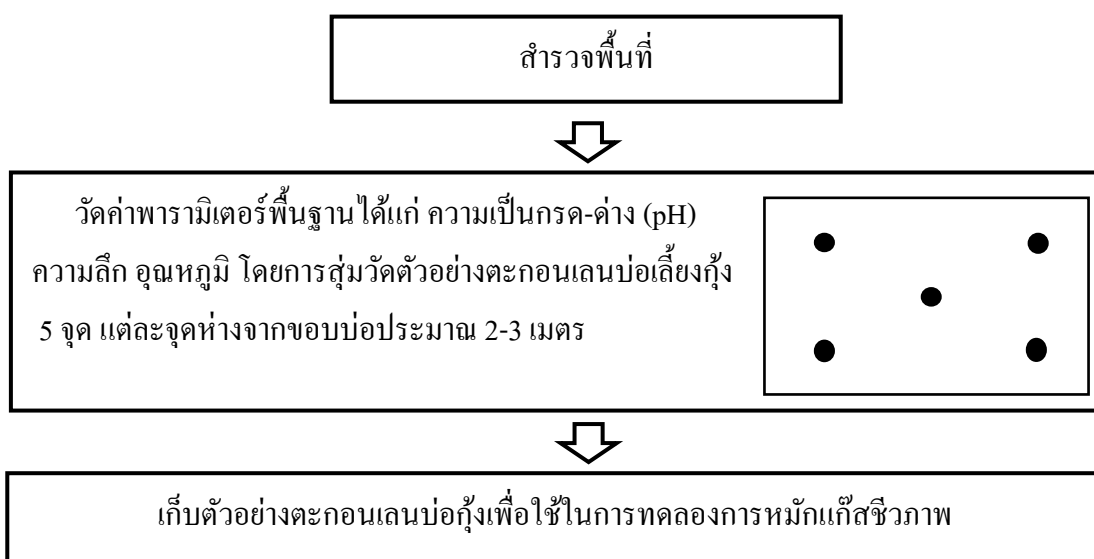 สำรวจพื้นที่
วัดค่าพารามิเตอร์พื้นฐานได้แก่ ความเป็นกรด-ด่าง (pH)
ความลึก อุณหภูมิ โดยการสุ่มวัดตัวอย่างตะกอนเลนบ่อเลี้ยงกุ้ง
5 จุด แต่ละจุดห่างจากขอบบ่อประมาณ 2-3 เมตร
เก็บตัวอย่างตะกอนเลนบ่อกุ้งเพื่อใช้ในการทดลองการหมักแก๊สชีวภาพ